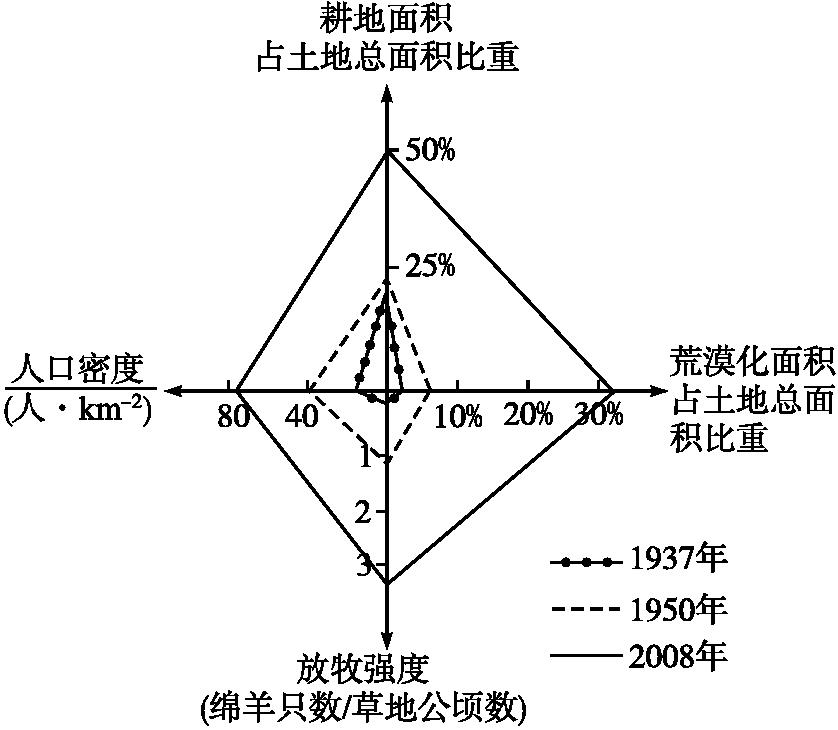 耕地面积
占土地总面积比重
50%
25%
人口密度
(人·km⁻²)
80
40
10%
20%
30%
荒漠化面积
占土地总面
积比重
1
2
3
1937年
1950年
2008年
放牧强度
(绵羊只数/草地公顷数)